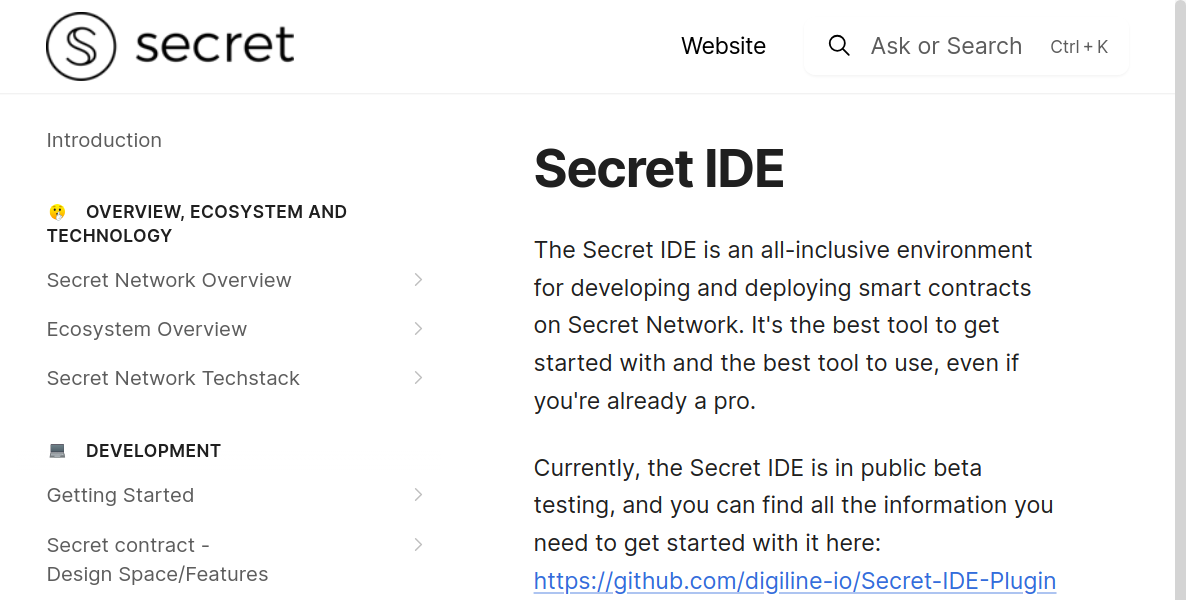 secret
Website
Ask or Search
Ctrl + K
Introduction
OVERVIEW, ECOSYSTEM AND
TECHNOLOGY
Secret Network Overview
Ecosystem Overview
Secret Network Techstack
DEVELOPMENT
Getting Started
Secret contract -
Design Space/Features
Secret IDE
The Secret IDE is an all-inclusive environment
for developing and deploying smart contracts
on Secret Network. It's the best tool to get
started with and the best tool to use, even if
you're already a pro.
Currently, the Secret IDE is in public beta
testing, and you can find all the information you
need to get started with it here:
https://github.com/digiline-io/Secret-IDE-Plugin